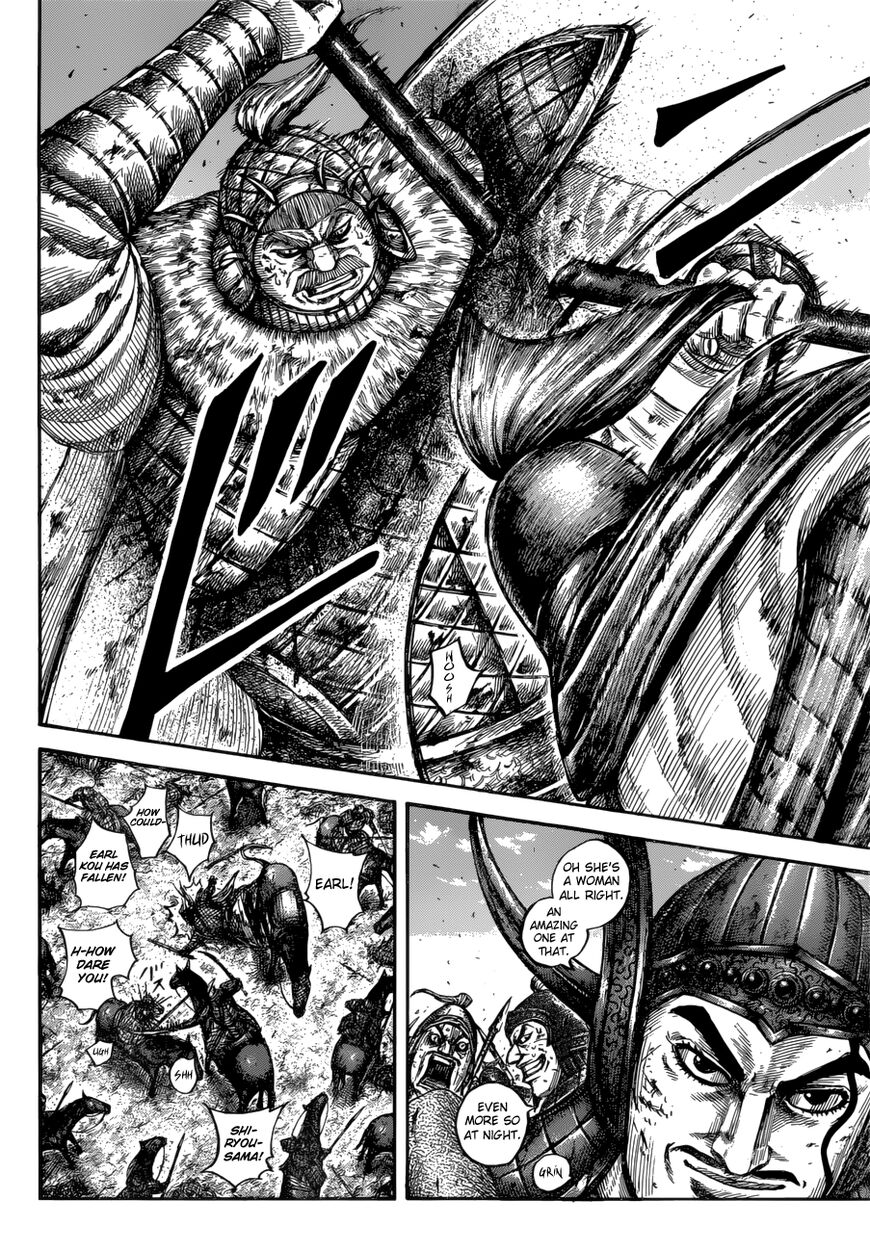 WOOSH
OH SHE'S
A WOMAN
ALL RIGHT.
AN
AMAZING
ONE AT
THAT.
EVEN
MORE SO
AT NIGHT.
GRIN
EARL!
THUD
HOW
COULD-
EARL
KOU HAS
FALLEN!
H-HOW
DARE
YOU!
UGH
SHH
SHI-
RYOU-
SAMA!